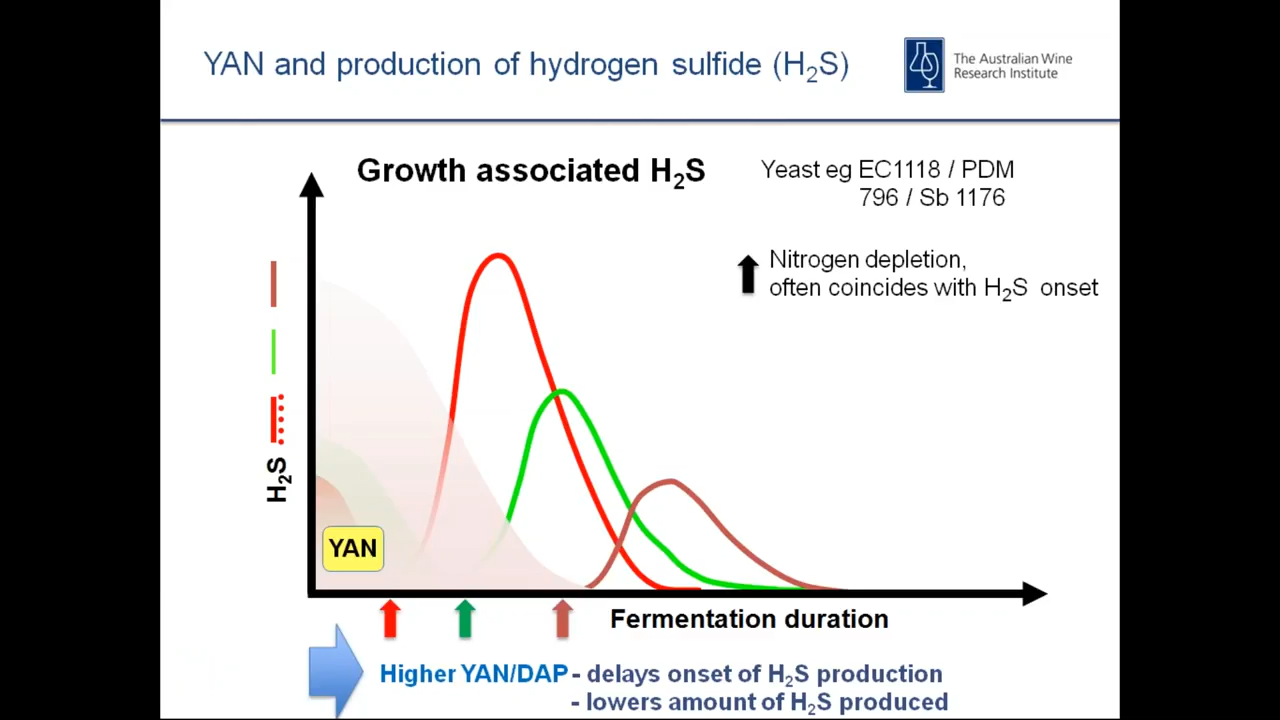 YAN and production of hydrogen sulfide (H₂S)
The Australian Wine
Research Institute
Growth associated H₂S
Yeast eg EC1118 / PDM
796 / Sb 1176
Nitrogen depletion,
often coincides with H₂S onset
H₂S
YAN
Fermentation duration
Higher YAN/DAP - delays onset of H₂S production
- lowers amount of H₂S produced